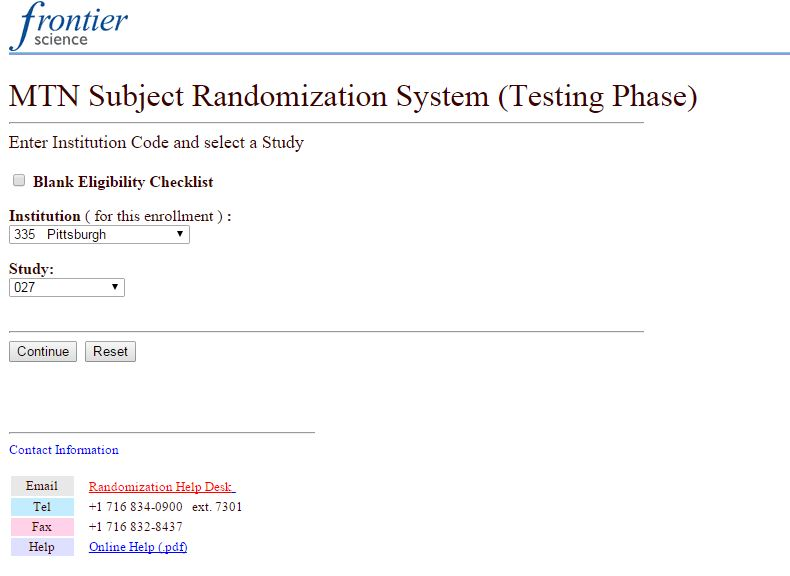 frontier
science
MTN Subject Randomization System (Testing Phase)
Enter Institution Code and select a Study
Blank Eligibility Checklist
Institution ( for this enrollment ) :
335 Pittsburgh
Study:
027
Continue Reset
Contact Information
Email Randomization Help Desk
Tel +1 716 834-0900 ext. 7301
Fax +1 716 832-8437
Help Online Help (.pdf)